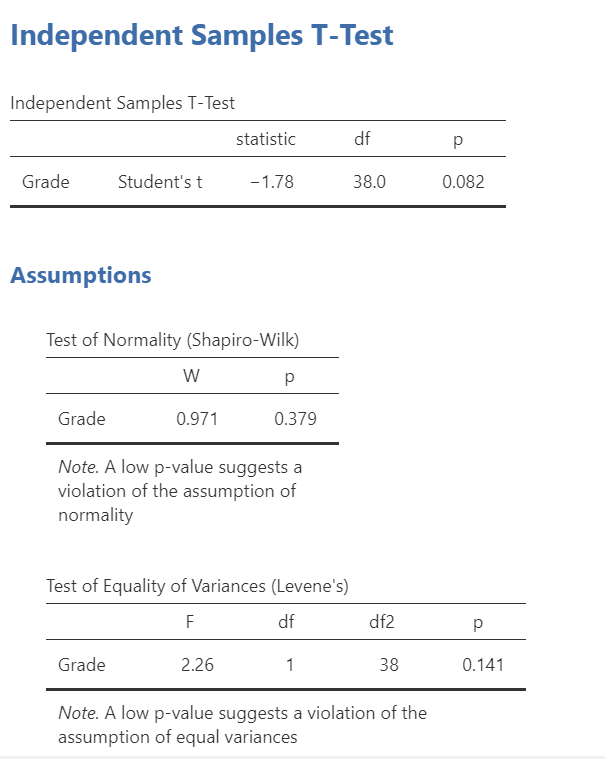 Independent Samples T-Test
Independent Samples T-Test
statistic df p
Grade Student's t −1.78 38.0 0.082
Assumptions
Test of Normality (Shapiro-Wilk)
W p
Grade 0.971 0.379
Note. A low p-value suggests a
violation of the assumption of
normality
Test of Equality of Variances (Levene's)
F df df2 p
Grade 2.26 1 38 0.141
Note. A low p-value suggests a violation of the
assumption of equal variances